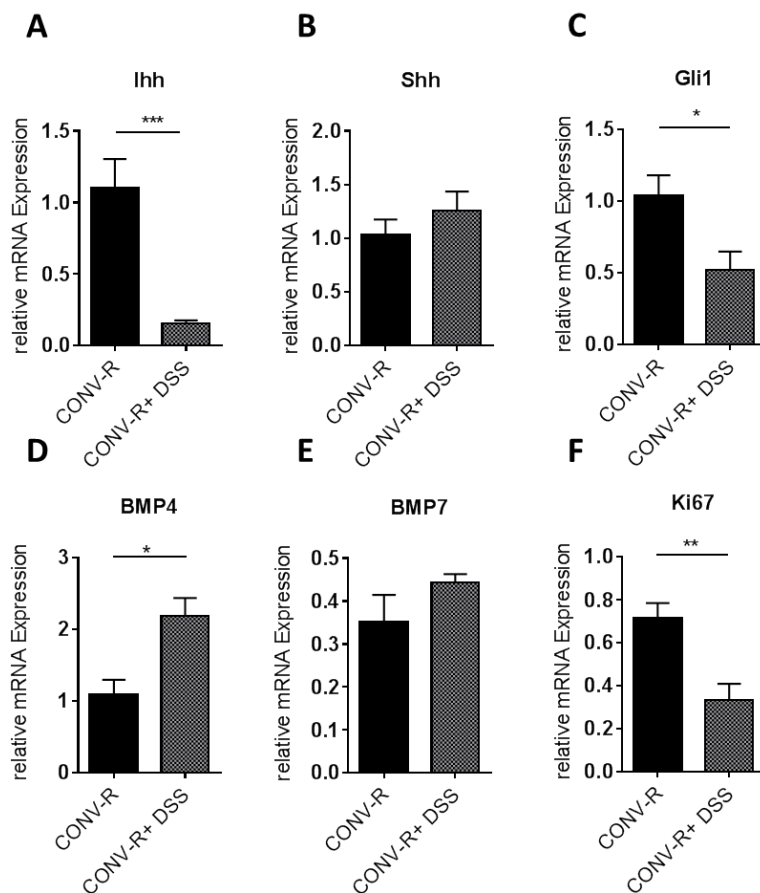 A
Ihh
***
relative mRNA Expression
1.5
1.0
0.5
0.0
CONV-R
CONV-R+ DSS
B
Shh
relative mRNA Expression
2.0
1.5
1.0
0.5
0.0
CONV-R
CONV-R+ DSS
C
Gli1
*
relative mRNA Expression
1.5
1.0
0.5
0.0
CONV-R
CONV-R+ DSS
D
BMP4
*
relative mRNA Expression
3
2
1
0
CONV-R
CONV-R+ DSS
E
BMP7
relative mRNA Expression
0.5
0.4
0.3
0.2
0.1
0.0
CONV-R
CONV-R+ DSS
F
Ki67
**
relative mRNA Expression
1.0
0.8
0.6
0.4
0.2
0.0
CONV-R
CONV-R+ DSS